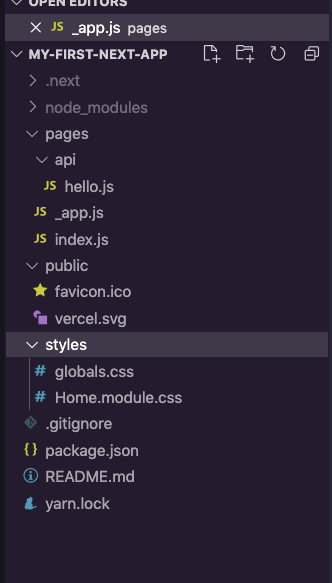 OPEN EDITORS
JS _app.js pages
MY-FIRST-NEXT-APP
.next
node_modules
pages
api
JS hello.js
JS _app.js
JS index.js
public
favicon.ico
vercel.svg
styles
# globals.css
# Home.module.css
.gitignore
{} package.json
README.md
yarn.lock